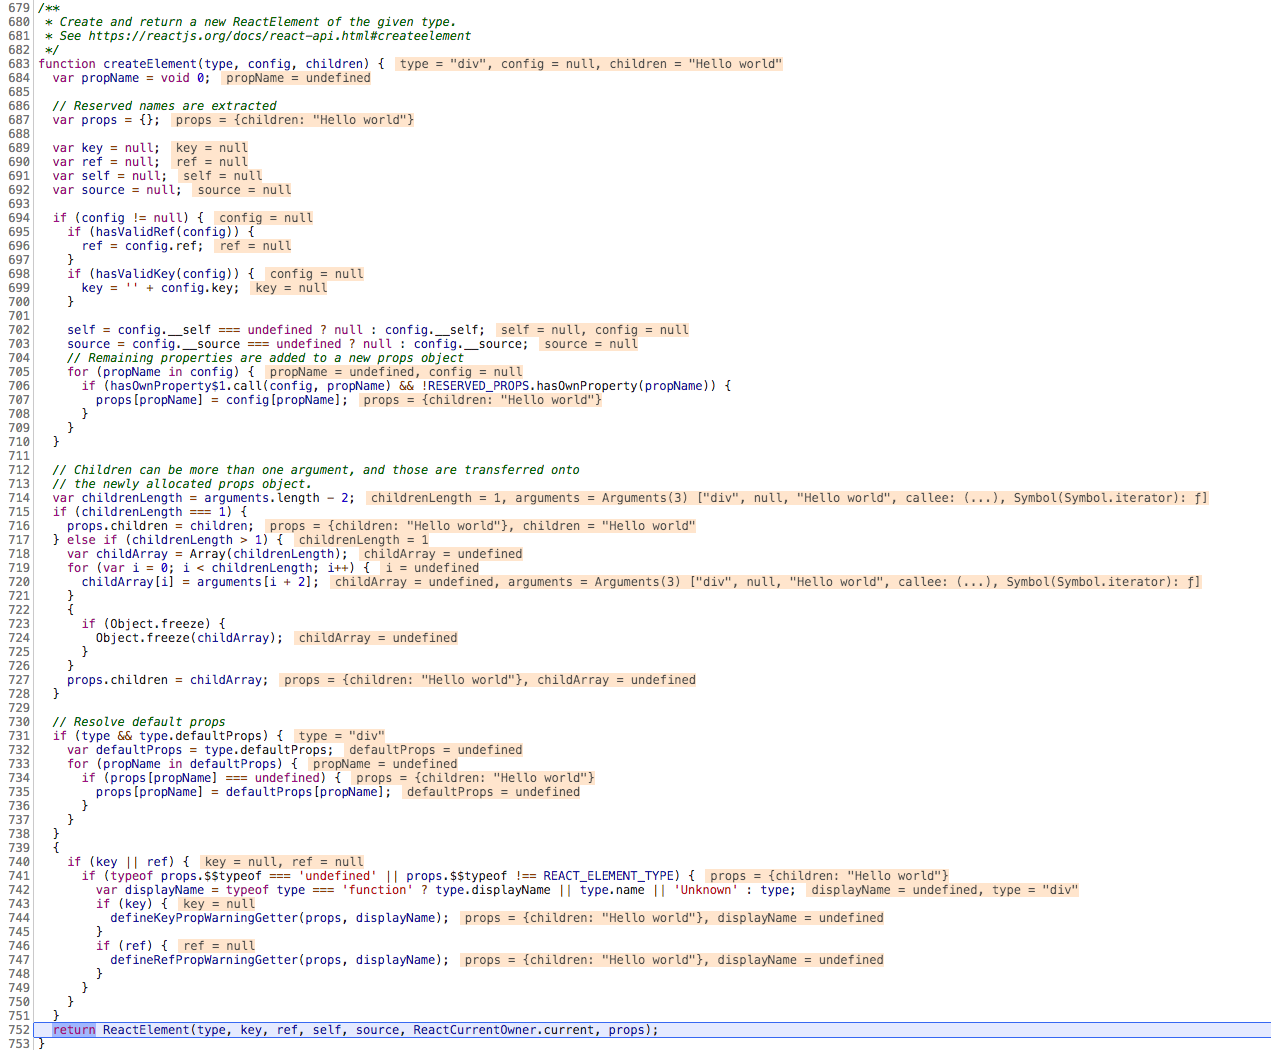 679 /**
680  * Create and return a new ReactElement of the given type.
681  * See https://reactjs.org/docs/react-api.html#createelement
682  */
683 function createElement(type, config, children) {  type = "div", config = null, children = "Hello world"
684   var propName = void 0;  propName = undefined
685
686   // Reserved names are extracted
687   var props = {};  props = {children: "Hello world"}
688
689   var key = null;  key = null
690   var ref = null;  ref = null
691   var self = null;  self = null
692   var source = null;  source = null
693
694   if (config != null) {  config = null
695     if (hasValidRef(config)) {
696       ref = config.ref;  ref = null
697     }
698     if (hasValidKey(config)) {  config = null
699       key = '' + config.key;  key = null
700     }
701
702     self = config.__self === undefined ? null : config.__self;  self = null, config = null
703     source = config.__source === undefined ? null : config.__source;  source = null
704     // Remaining properties are added to a new props object
705     for (propName in config) {  propName = undefined, config = null
706       if (hasOwnProperty$1.call(config, propName) && !RESERVED_PROPS.hasOwnProperty(propName)) {
707         props[propName] = config[propName];  props = {children: "Hello world"}
708       }
709     }
710   }
711
712   // Children can be more than one argument, and those are transferred onto
713   // the newly allocated props object.
714   var childrenLength = arguments.length - 2;  childrenLength = 1, arguments = Arguments(3) ["div", null, "Hello world", callee: (...), Symbol(Symbol.iterator): ƒ]
715   if (childrenLength === 1) {
716     props.children = children;  props = {children: "Hello world"}, children = "Hello world"
717   } else if (childrenLength > 1) {  childrenLength = 1
718     var childArray = Array(childrenLength);  childArray = undefined
719     for (var i = 0; i < childrenLength; i++) {  i = undefined
720       childArray[i] = arguments[i + 2];  childArray = undefined, arguments = Arguments(3) ["div", null, "Hello world", callee: (...), Symbol(Symbol.iterator): ƒ]
721     }
722     {
723       if (Object.freeze) {
724         Object.freeze(childArray);  childArray = undefined
725       }
726     }
727     props.children = childArray;  props = {children: "Hello world"}, childArray = undefined
728   }
729
730   // Resolve default props
731   if (type && type.defaultProps) {  type = "div"
732     var defaultProps = type.defaultProps;  defaultProps = undefined
733     for (propName in defaultProps) {  propName = undefined
734       if (props[propName] === undefined) {  props = {children: "Hello world"}
735         props[propName] = defaultProps[propName];  defaultProps = undefined
736       }
737     }
738   }
739   {
740     if (key || ref) {  key = null, ref = null
741       if (typeof props.$$typeof === 'undefined' || props.$$typeof !== REACT_ELEMENT_TYPE) {  props = {children: "Hello world"}
742         var displayName = typeof type === 'function' ? type.displayName || type.name || 'Unknown' : type;  displayName = undefined, type = "div"
743         if (key) {  key = null
744           defineKeyPropWarningGetter(props, displayName);  props = {children: "Hello world"}, displayName = undefined
745         }
746         if (ref) {  ref = null
747           defineRefPropWarningGetter(props, displayName);  props = {children: "Hello world"}, displayName = undefined
748         }
749       }
750     }
751   }
752   return ReactElement(type, key, ref, self, source, ReactCurrentOwner.current, props);
753 }